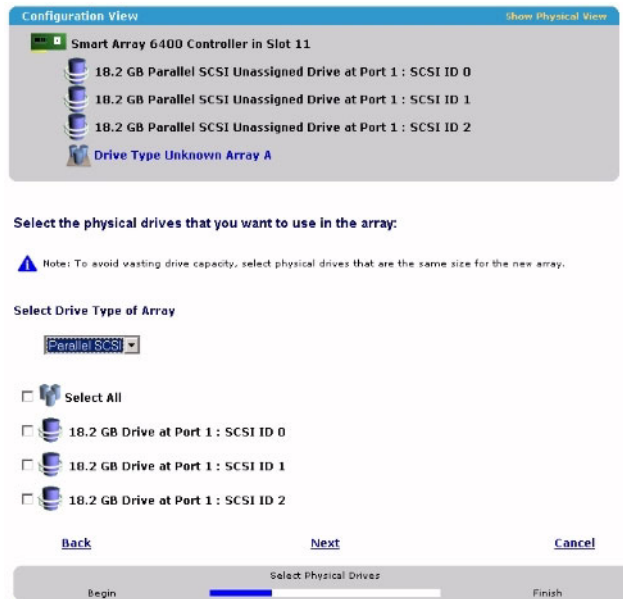 Configuration View
Show Physical View
Smart Array 6400 Controller in Slot 11
18.2 GB Parallel SCSI Unassigned Drive at Port 1 : SCSI ID 0
18.2 GB Parallel SCSI Unassigned Drive at Port 1 : SCSI ID 1
18.2 GB Parallel SCSI Unassigned Drive at Port 1 : SCSI ID 2
Drive Type Unknown Array A
Select the physical drives that you want to use in the array:
Note: To avoid wasting drive capacity, select physical drives that are the same size for the new array.
Select Drive Type of Array
Parallel SCSI
Select All
18.2 GB Drive at Port 1 : SCSI ID 0
18.2 GB Drive at Port 1 : SCSI ID 1
18.2 GB Drive at Port 1 : SCSI ID 2
Back
Next
Cancel
Select Physical Drives
Begin
Finish